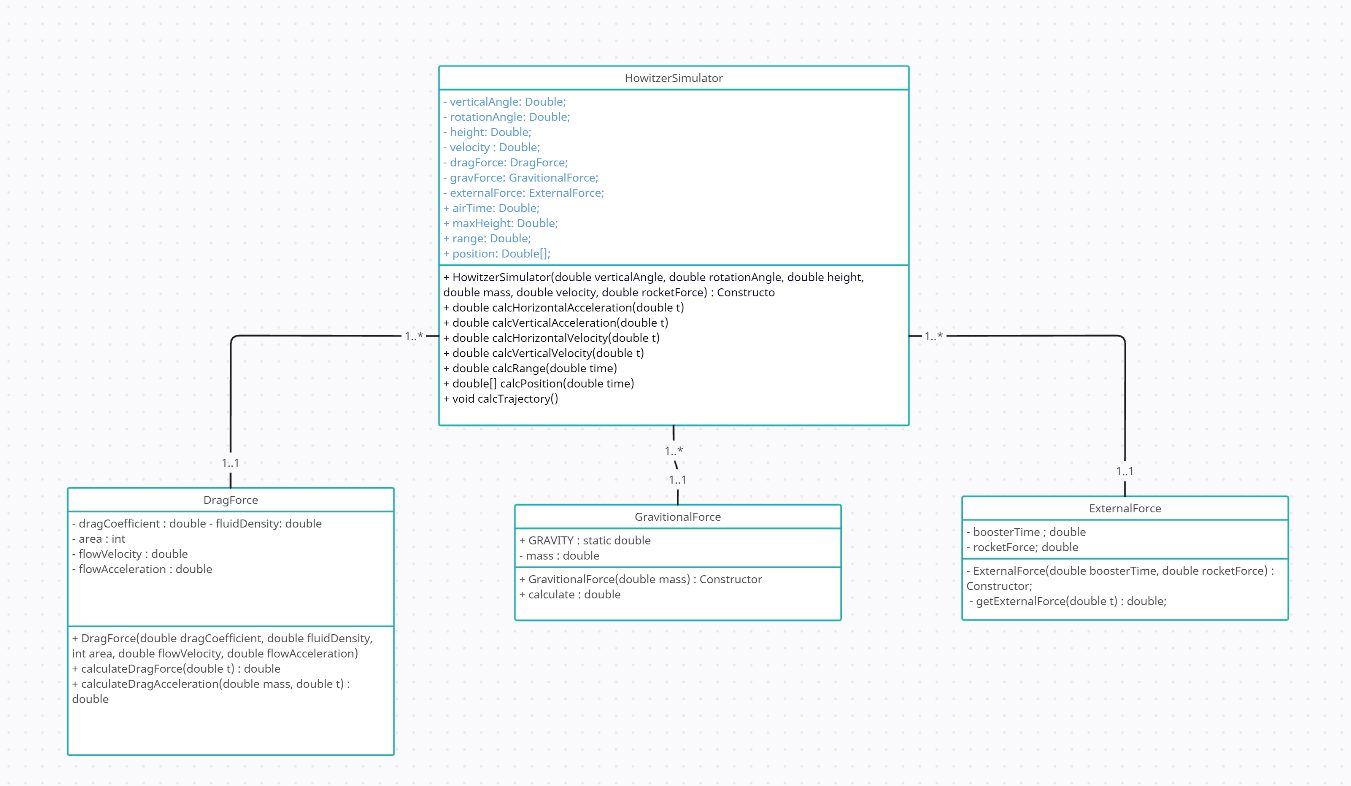 HowitzerSimulator
- verticalAngle: Double;
- rotationAngle: Double;
- height: Double;
- velocity : Double;
- dragForce: DragForce;
- gravForce: GravitionalForce;
- externalForce: ExternalForce;
+ airTime: Double;
+ maxHeight: Double;
+ range: Double;
+ position: Double[];
+ HowitzerSimulator(double verticalAngle, double rotationAngle, double height,
double mass, double velocity, double rocketForce) : Constructo
+ double calcHorizontalAcceleration(double t)
+ double calcVerticalAcceleration(double t)
+ double calcHorizontalVelocity(double t)
+ double calcVerticalVelocity(double t)
+ double calcRange(double time)
+ double[] calcPosition(double time)
+ void calcTrajectory()
1..*
1..*
1..*
1..1
1..1
1..1
DragForce
- dragCoefficient : double - fluidDensity: double
- area : int
- flowVelocity : double
- flowAcceleration : double
+ DragForce(double dragCoefficient, double fluidDensity,
int area, double flowVelocity, double flowAcceleration)
+ calculateDragForce(double t) : double
+ calculateDragAcceleration(double mass, double t) :
double
GravitionalForce
+ GRAVITY : static double
- mass : double
+ GravitionalForce(double mass) : Constructor
+ calculate : double
ExternalForce
- boosterTime ; double
- rocketForce; double
- ExternalForce(double boosterTime, double rocketForce) :
Constructor;
- getExternalForce(double t) : double;